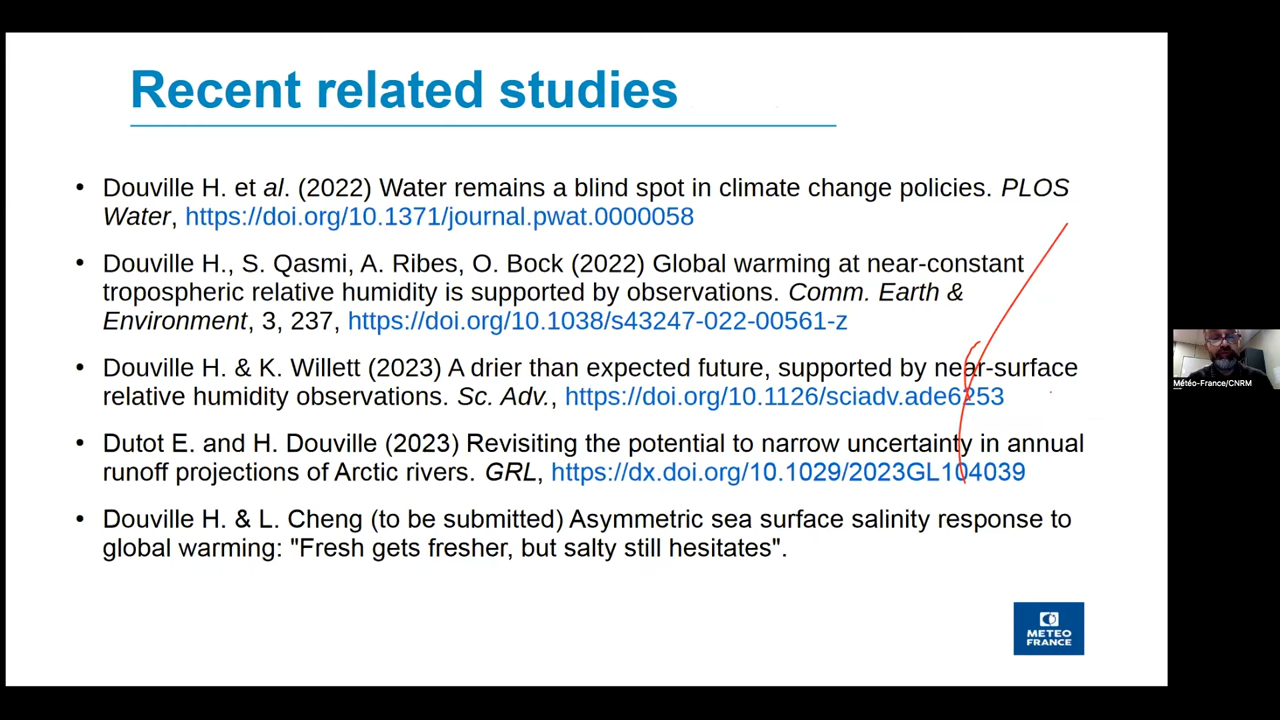 Recent related studies
• Douville H. et al. (2022) Water remains a blind spot in climate change policies. PLOS
Water, https://doi.org/10.1371/journal.pwat.0000058
• Douville H., S. Qasmi, A. Ribes, O. Bock (2022) Global warming at near-constant
tropospheric relative humidity is supported by observations. Comm. Earth &
Environment, 3, 237, https://doi.org/10.1038/s43247-022-00561-z
• Douville H. & K. Willett (2023) A drier than expected future, supported by near-surface
relative humidity observations. Sc. Adv., https://doi.org/10.1126/sciadv.ade6253
• Dutot E. and H. Douville (2023) Revisiting the potential to narrow uncertainty in annual
runoff projections of Arctic rivers. GRL, https://dx.doi.org/10.1029/2023GL104039
• Douville H. & L. Cheng (to be submitted) Asymmetric sea surface salinity response to
global warming: "Fresh gets fresher, but salty still hesitates".
METEO
FRANCE
Météo-France/CNRM